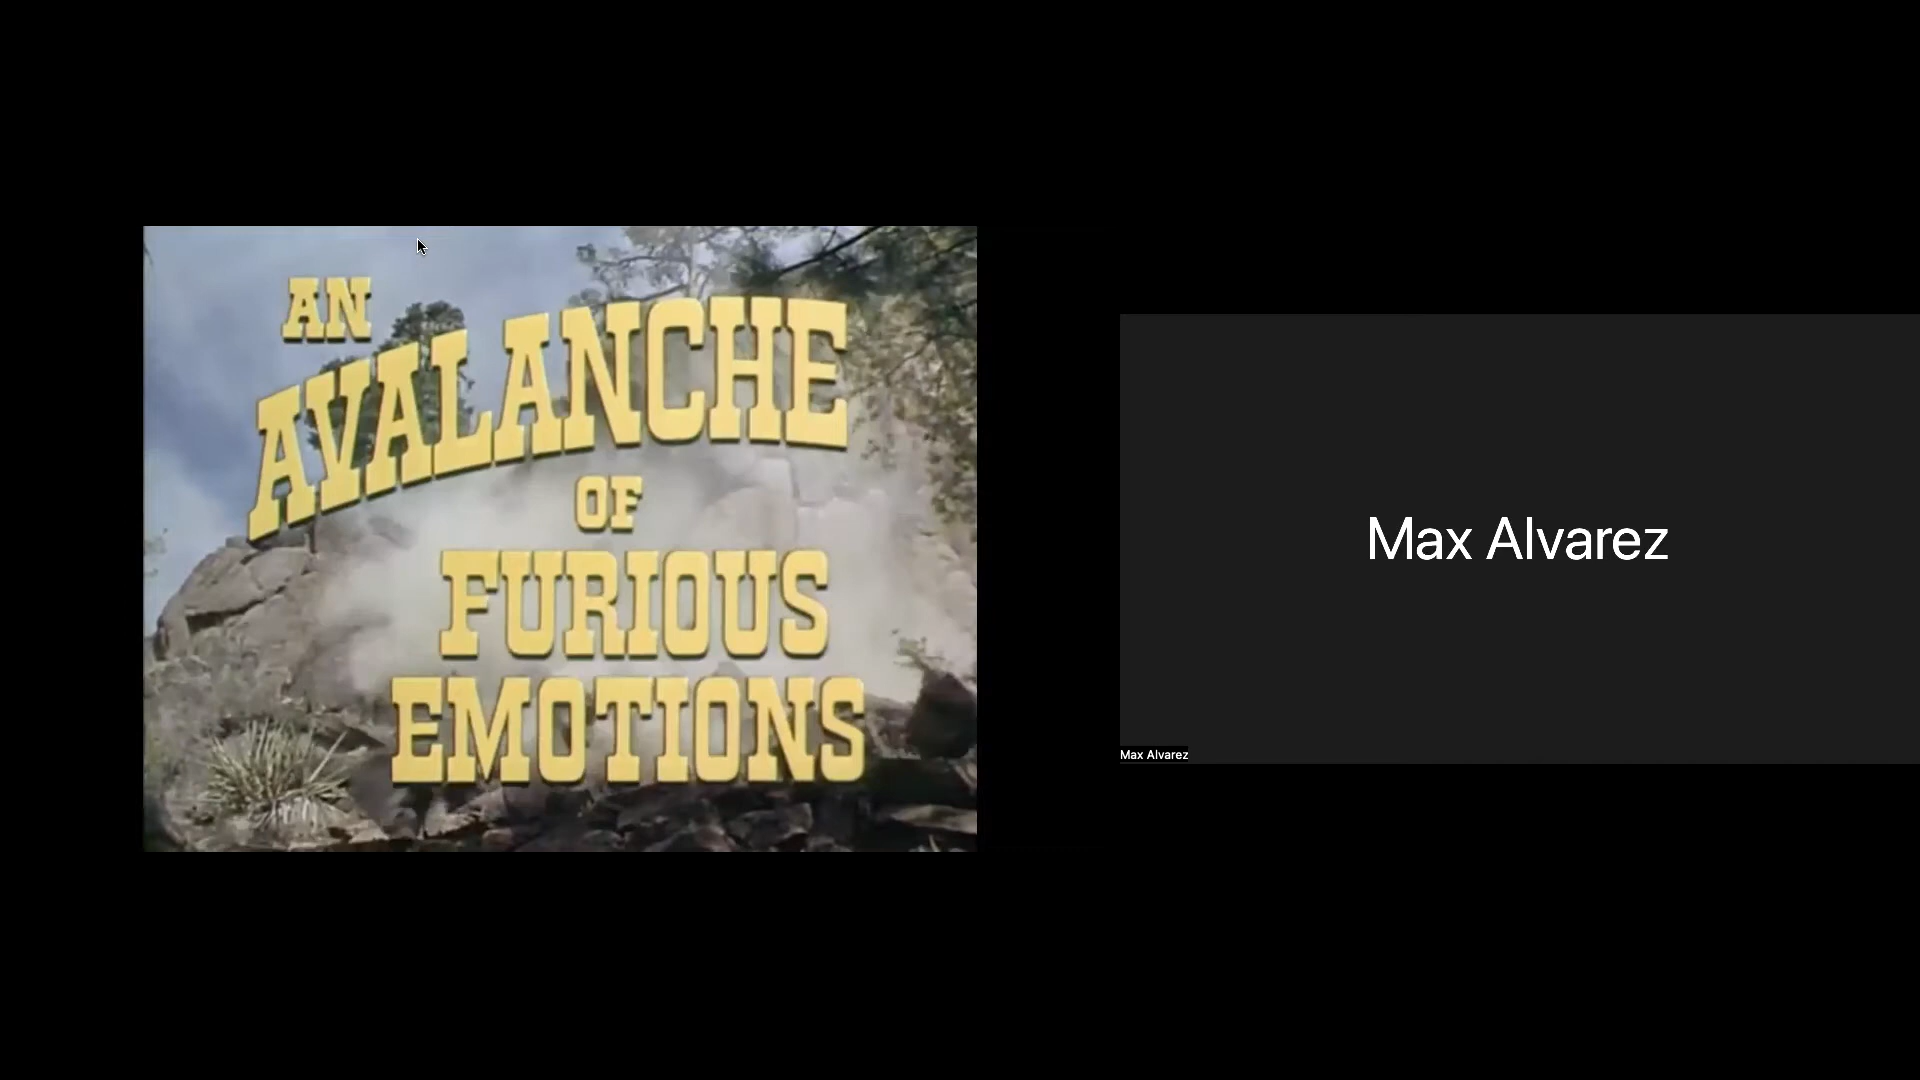 AN
AVALANCHE
OF
FURIOUS
EMOTIONS
Max Alvarez
Max Alvarez